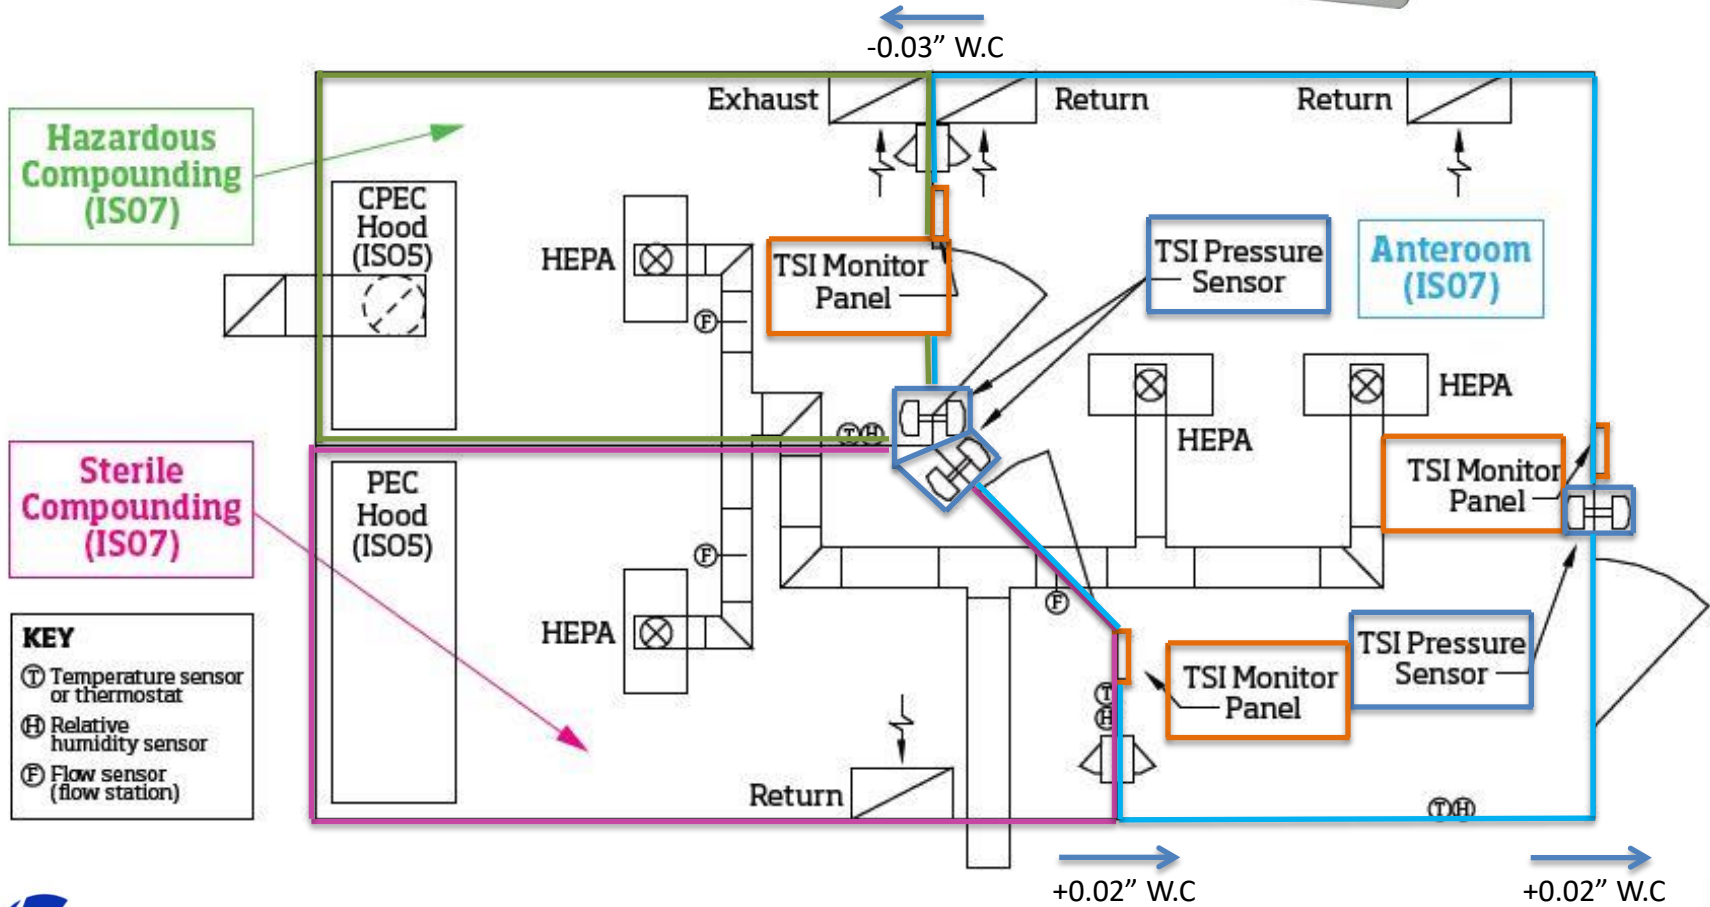 -0.03” W.C
Exhaust
Return
Return
Hazardous
Compounding
(ISO7)
CPEC
Hood
(ISO5)
HEPA
TSI Monitor
Panel
TSI Pressure
Sensor
Anteroom
(ISO7)
F
HEPA
HEPA
T H
Sterile
Compounding
(ISO7)
PEC
Hood
(ISO5)
TSI Monitor
Panel
F
F
HEPA
KEY
T Temperature sensor
or thermostat
H Relative
humidity sensor
F Flow sensor
(flow station)
TSI Pressure
Sensor
TSI Monitor
Panel
T
H
Return
T H
+0.02” W.C
+0.02” W.C